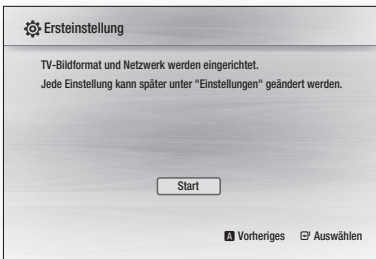 Ersteinstellung
TV-Bildformat und Netzwerk werden eingerichtet.
Jede Einstellung kann später unter "Einstellungen" geändert werden.
Start
A Vorheriges Auswählen